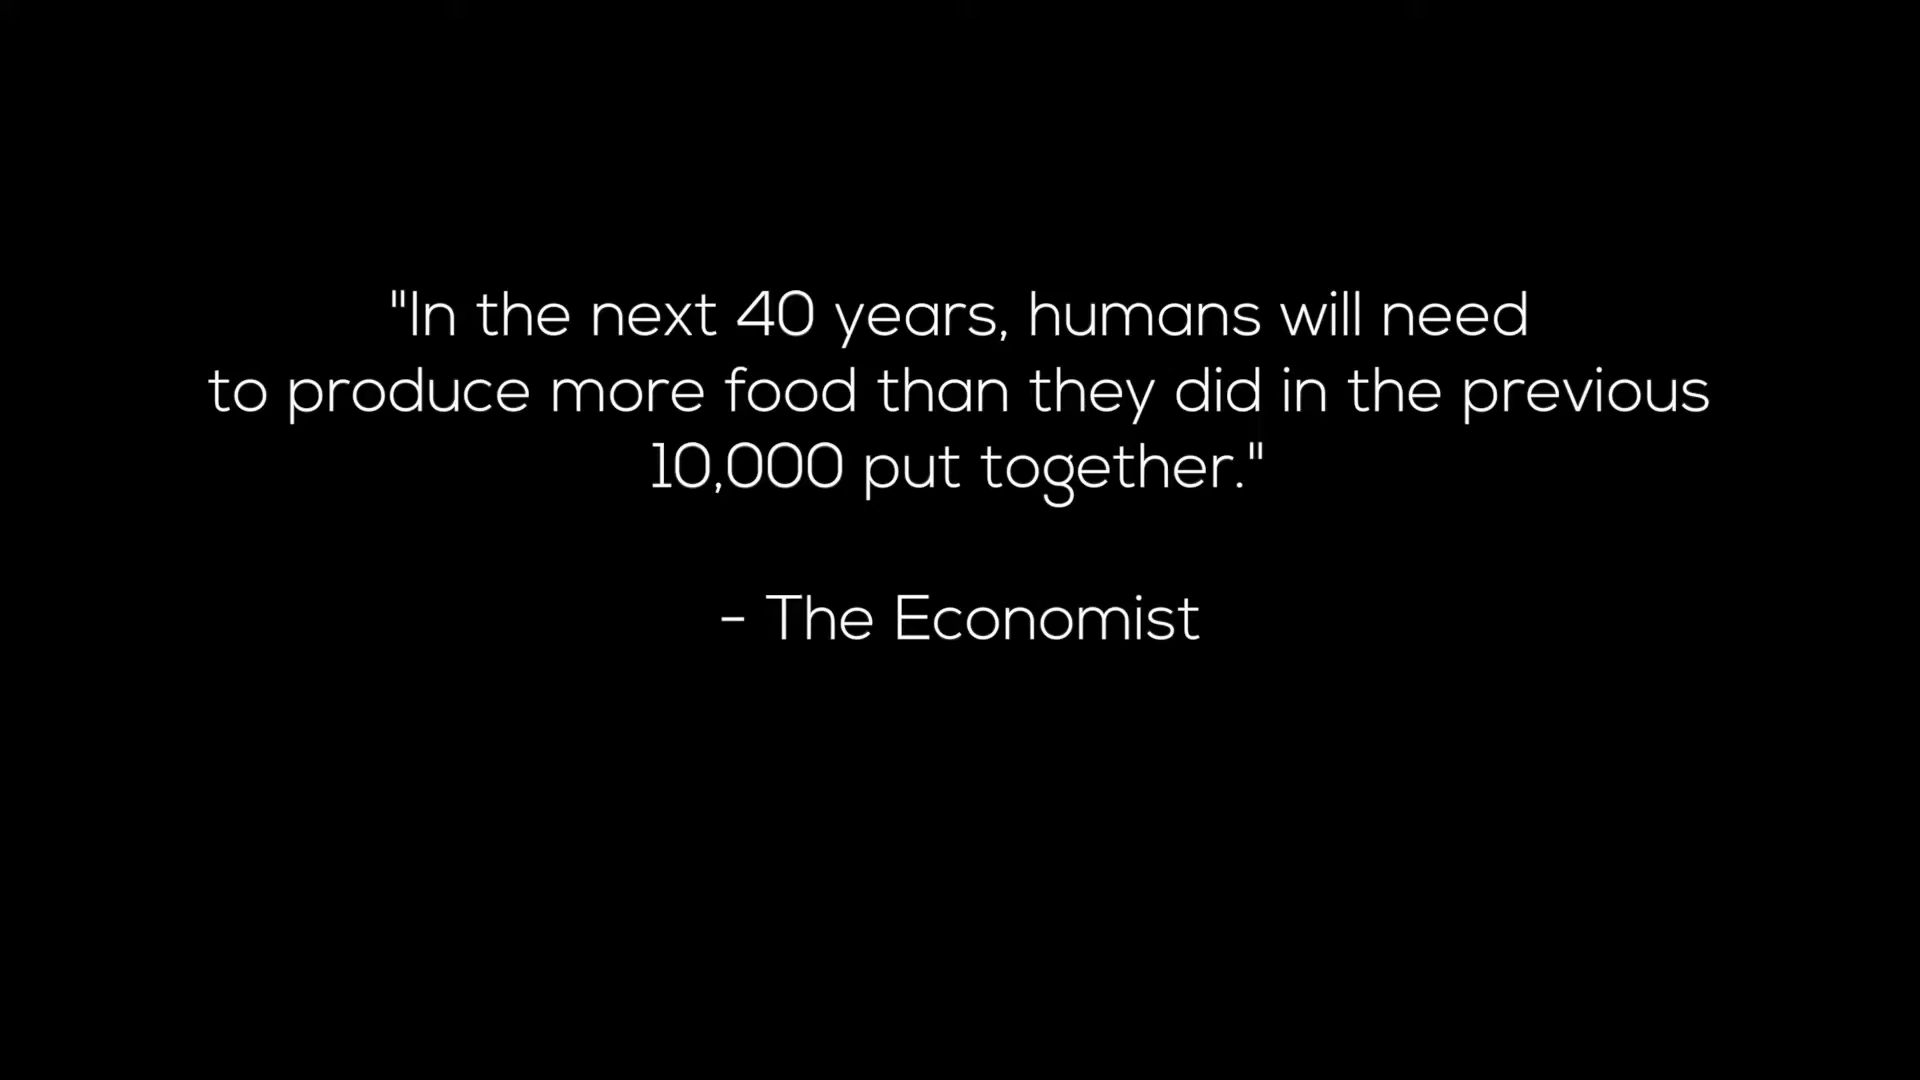 "In the next 40 years, humans will need
to produce more food than they did in the previous
10,000 put together."
- The Economist